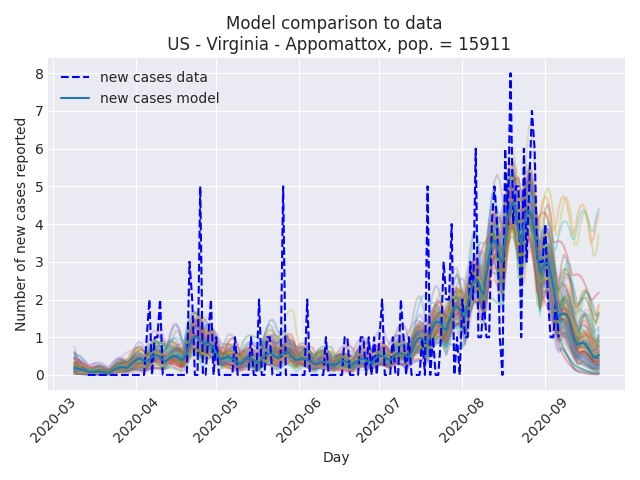 Model comparison to data
US - Virginia - Appomattox, pop. = 15911
new cases data
new cases model
Number of new cases reported
8
7
6
5
4
3
2
1
0
2020-03
2020-04
2020-05
2020-06
2020-07
2020-08
2020-09
Day